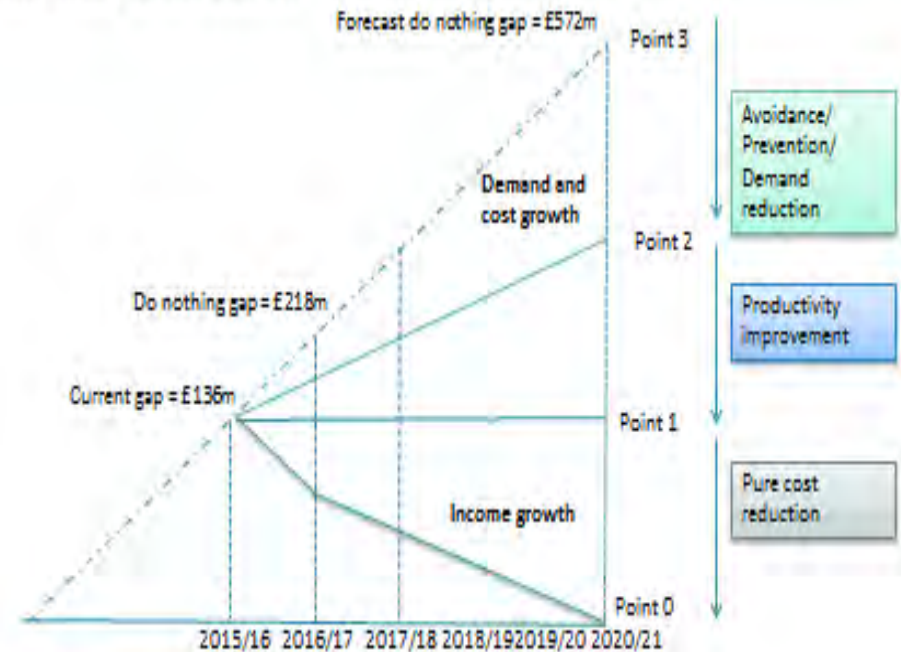 Forecast do nothing gap = £572m
Point 3
Avoidance/
Prevention/
Demand
reduction
Demand and
cost growth
Point 2
Do nothing gap = £218m
Productivity
improvement
Current gap = £136m
Point 1
Pure cost
reduction
Income growth
Point 0
2015/16 2016/17 2017/18 2018/19 2019/20 2020/21